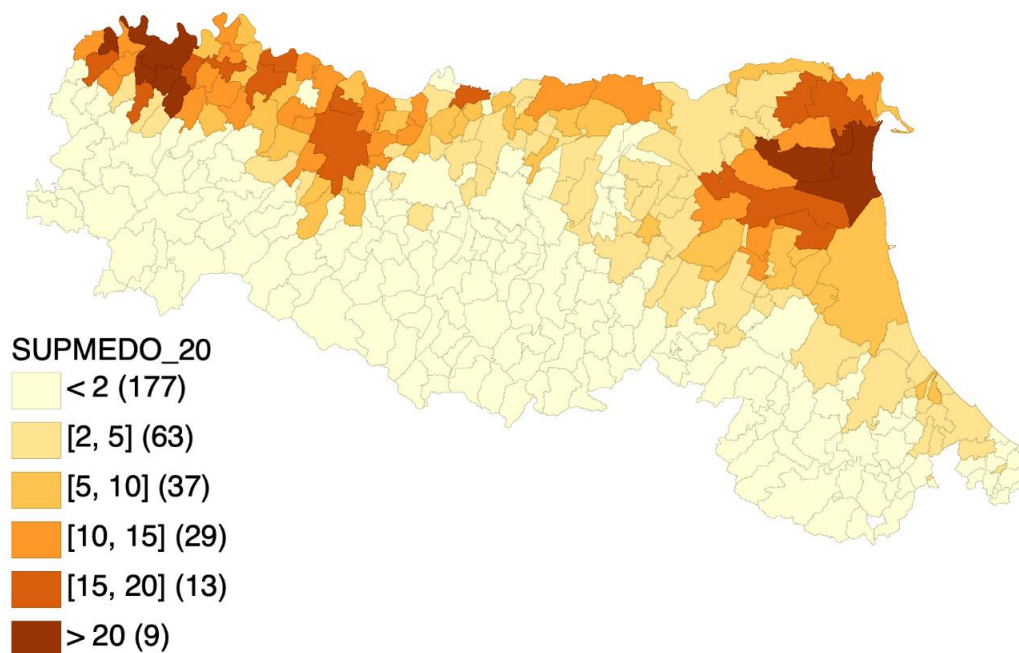 SUPMEDO_20
< 2 (177)
[2, 5] (63)
[5, 10] (37)
[10, 15] (29)
[15, 20] (13)
> 20 (9)